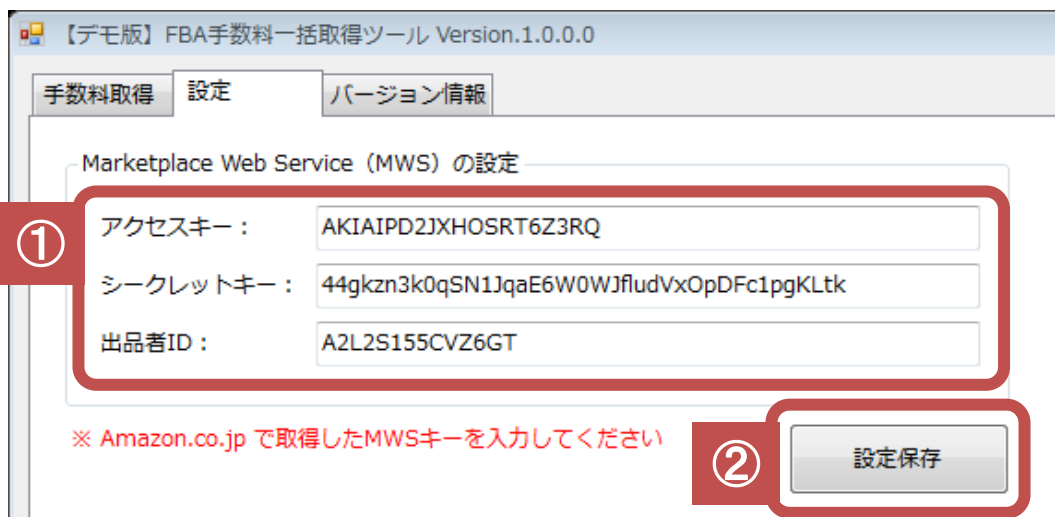 【デモ版】FBA手数料一括取得ツール Version.1.0.0.0
手数料取得 設定 バージョン情報
Marketplace Web Service（MWS）の設定
①
アクセスキー： AKIAIPD2JXHOSRT6Z3RQ
シークレットキー： 44gkzn3k0qSN1JqaE6W0WJfludVxOpDFc1pgKLtk
出品者ID： A2L2S155CVZ6GT
※ Amazon.co.jp で取得したMWSキーを入力してください
② 設定保存